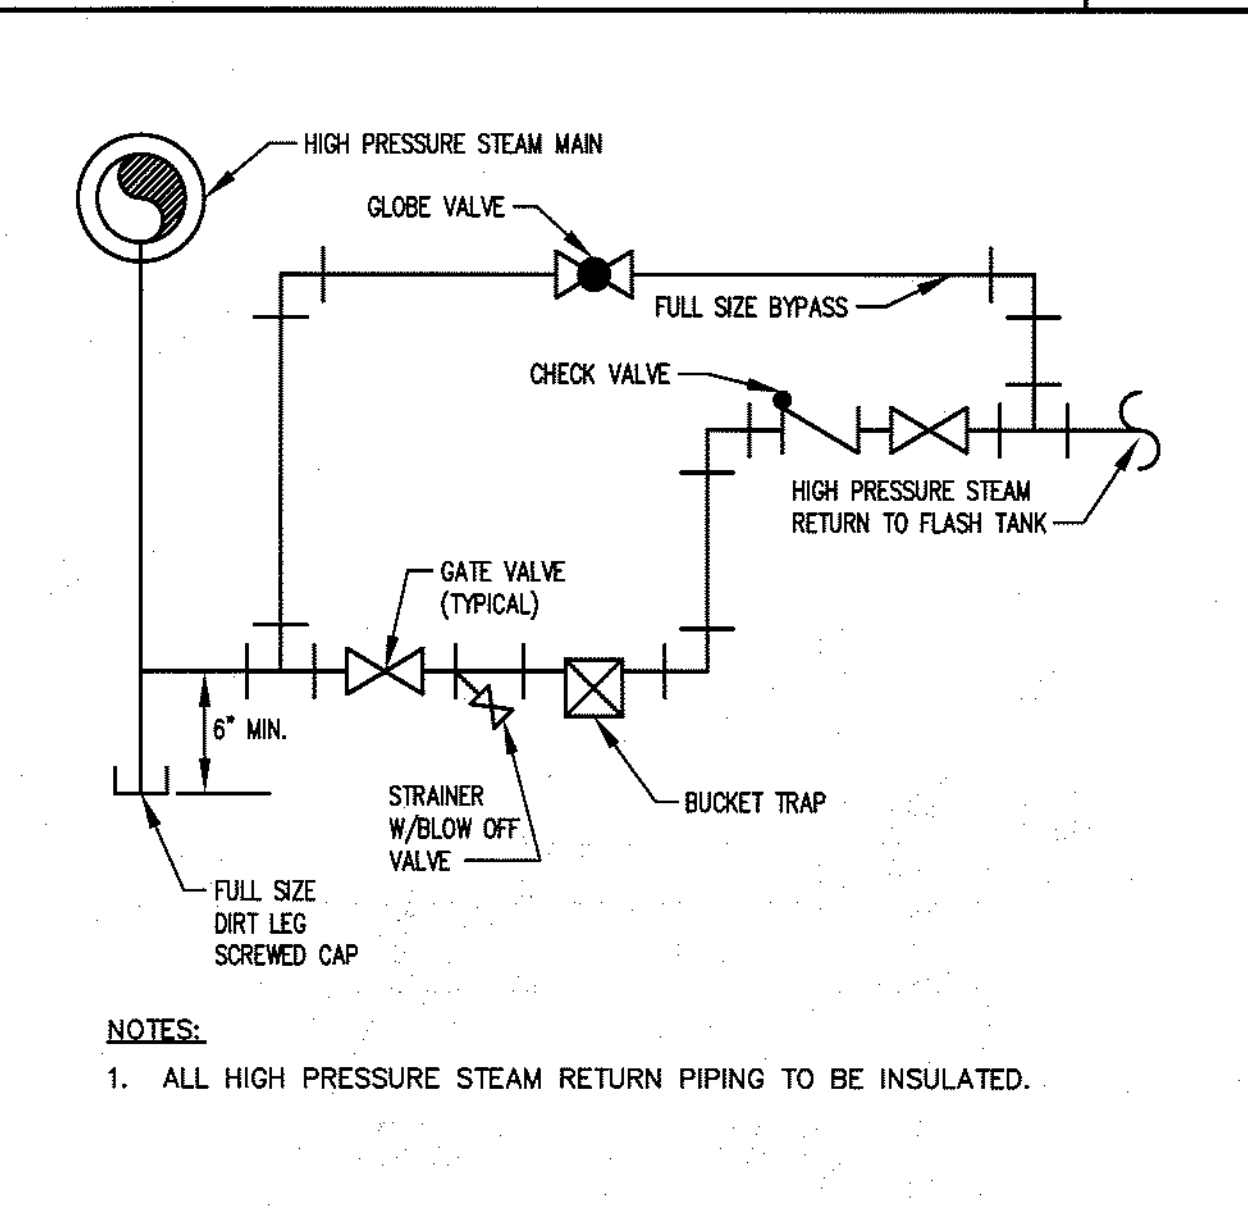 HIGH PRESSURE STEAM MAIN
GLOBE VALVE
FULL SIZE BYPASS
CHECK VALVE
HIGH PRESSURE STEAM
RETURN TO FLASH TANK
GATE VALVE
(TYPICAL)
6" MIN.
STRAINER
W/BLOW OFF
VALVE
BUCKET TRAP
FULL SIZE
DIRT LEG
SCREWED CAP
NOTES:
1. ALL HIGH PRESSURE STEAM RETURN PIPING TO BE INSULATED.